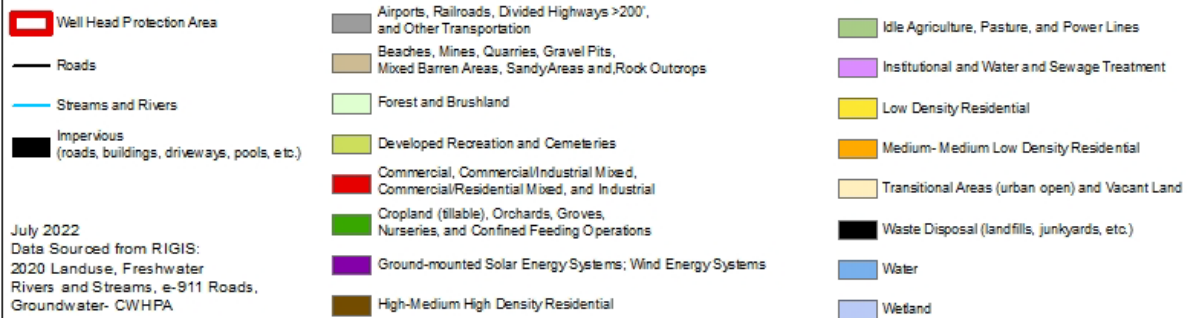 Well Head Protection Area
Roads
Streams and Rivers
Impervious
(roads, buildings, driveways, pools, etc.)
July 2022
Data Sourced from RIGIS:
2020 Landuse, Freshwater
Rivers and Streams, e-911 Roads,
Groundwater- CWHPA
Airports, Railroads, Divided Highways >200',
and Other Transportation
Beaches, Mines, Quarries, Gravel Pits,
Mixed Barren Areas, SandyAreas and,Rock Outcrops
Forest and Brushland
Developed Recreation and Cemeteries
Commercial, Commercial/Industrial Mixed,
Commercial/Residential Mixed, and Industrial
Cropland (tillable), Orchards, Groves,
Nurseries, and Confined Feeding Operations
Ground-mounted Solar Energy Systems; Wind Energy Systems
High-Medium High Density Residential
Idle Agriculture, Pasture, and Power Lines
Institutional and Water and Sewage Treatment
Low Density Residential
Medium- Medium Low Density Residential
Transitional Areas (urban open) and Vacant Land
Waste Disposal (landfills, junkyards, etc.)
Water
Wetland